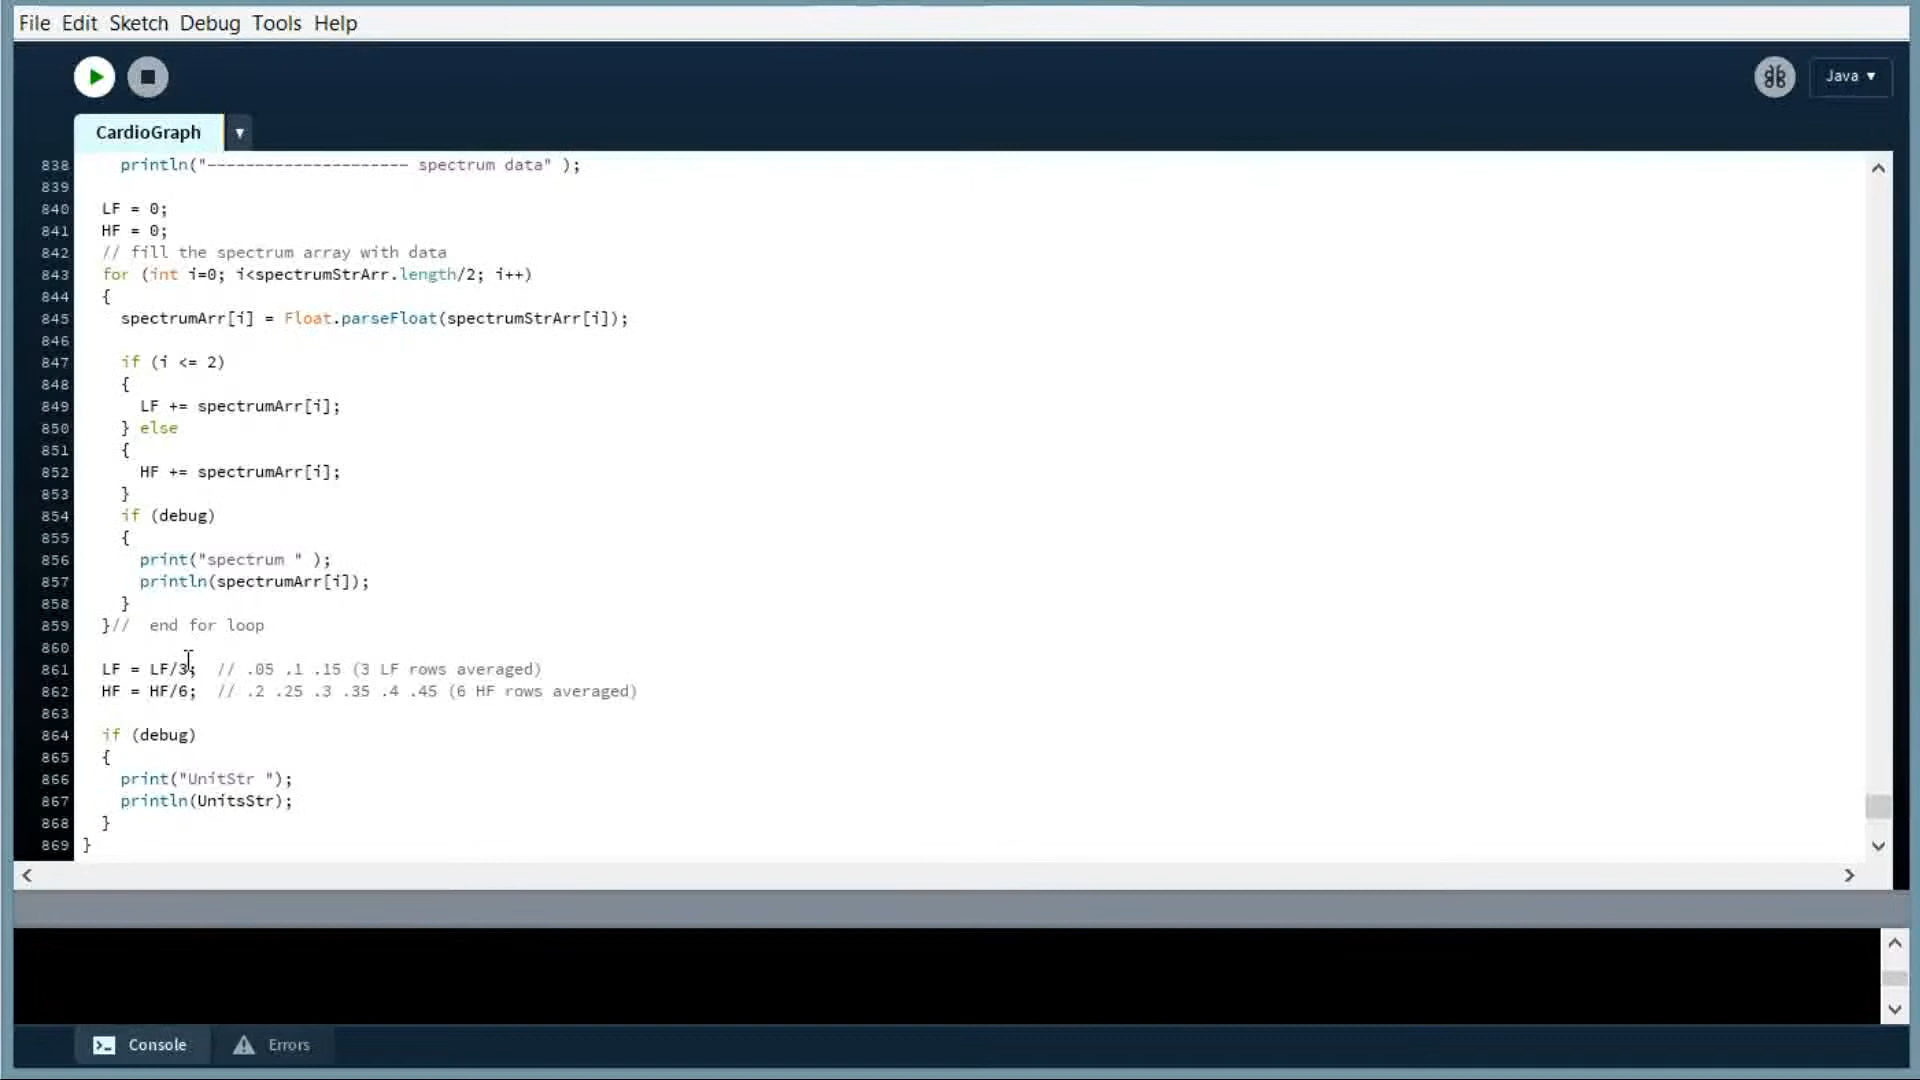 File Edit Sketch Debug Tools Help
Java ▼
CardioGraph ▼
838 println("--------------------- spectrum data" );
839
840 LF = 0;
841 HF = 0;
842 // fill the spectrum array with data
843 for (int i=0; i<spectrumStrArr.length/2; i++)
844 {
845 spectrumArr[i] = Float.parseFloat(spectrumStrArr[i]);
846
847 if (i <= 2)
848 {
849 LF += spectrumArr[i];
850 } else
851 {
852 HF += spectrumArr[i];
853 }
854 if (debug)
855 {
856 print("spectrum " );
857 println(spectrumArr[i]);
858 }
859 }// end for loop
860
861 LF = LF/3; // .05 .1 .15 (3 LF rows averaged)
862 HF = HF/6; // .2 .25 .3 .35 .4 .45 (6 HF rows averaged)
863
864 if (debug)
865 {
866 print("UnitStr ");
867 println(UnitsStr);
868 }
869 }
Console Errors